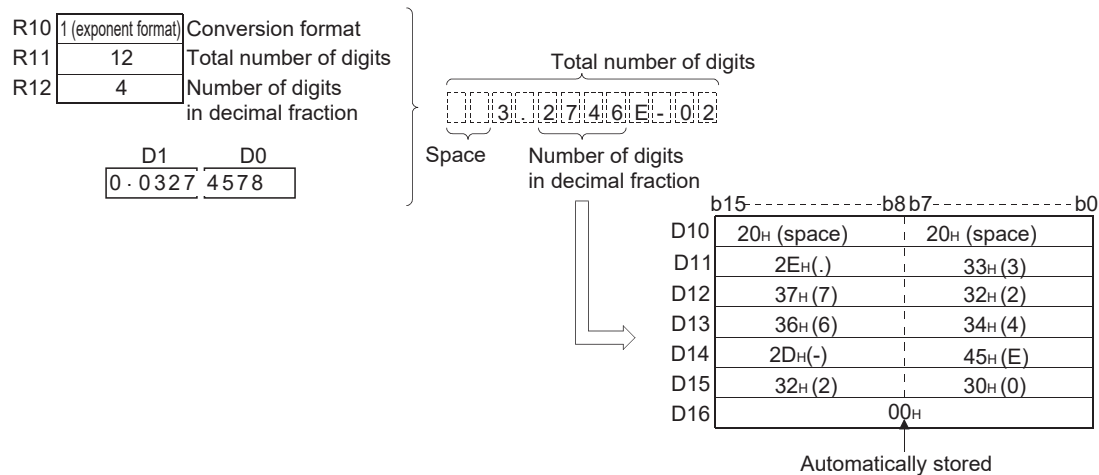 R10 1 (exponent format) Conversion format
R11 12 Total number of digits
R12 4 Number of digits
in decimal fraction
D1 D0
0 · 0327 4578
Total number of digits
3 . 2 7 4 6 E - 0 2
Space
Number of digits
in decimal fraction
b15 b8 b7 b0
D10 20H (space) 20H (space)
D11 2EH (.) 33H (3)
D12 37H (7) 32H (2)
D13 36H (6) 34H (4)
D14 2DH (-) 45H (E)
D15 32H (2) 30H (0)
D16 00H
Automatically stored